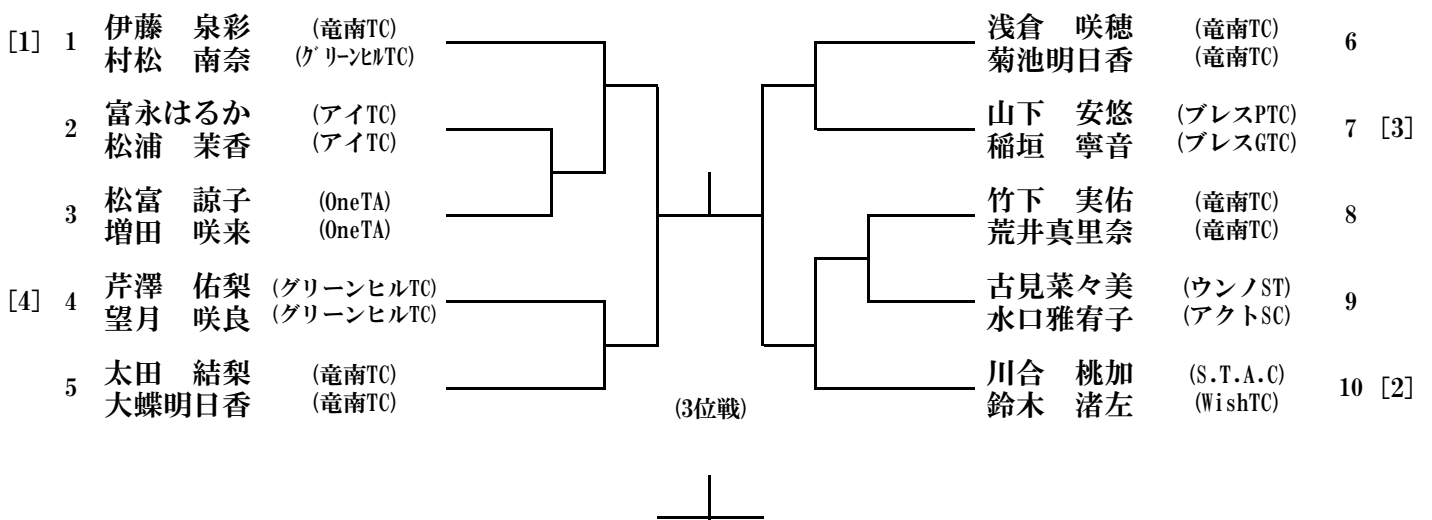 [1] 1 伊藤　泉彩 (竜南TC)
村松　南奈 (グリーンヒルTC)
2 富永はるか (アイTC)
松浦　茉香 (アイTC)
3 松富　諒子 (OneTA)
増田　咲来 (OneTA)
[4] 4 芹澤　佑梨 (グリーンヒルTC)
望月　咲良 (グリーンヒルTC)
5 太田　結梨 (竜南TC)
大蝶明日香 (竜南TC)
浅倉　咲穂 (竜南TC) 6
菊池明日香 (竜南TC)
山下　安悠 (ブレスPTC) 7 [3]
稲垣　寧音 (ブレスGTC)
竹下　実佑 (竜南TC) 8
荒井真里奈 (竜南TC)
古見菜々美 (ウンノST) 9
水口雅宥子 (アクトSC)
川合　桃加 (S.T.A.C) 10 [2]
鈴木　渚左 (WishTC)
(3位戦)